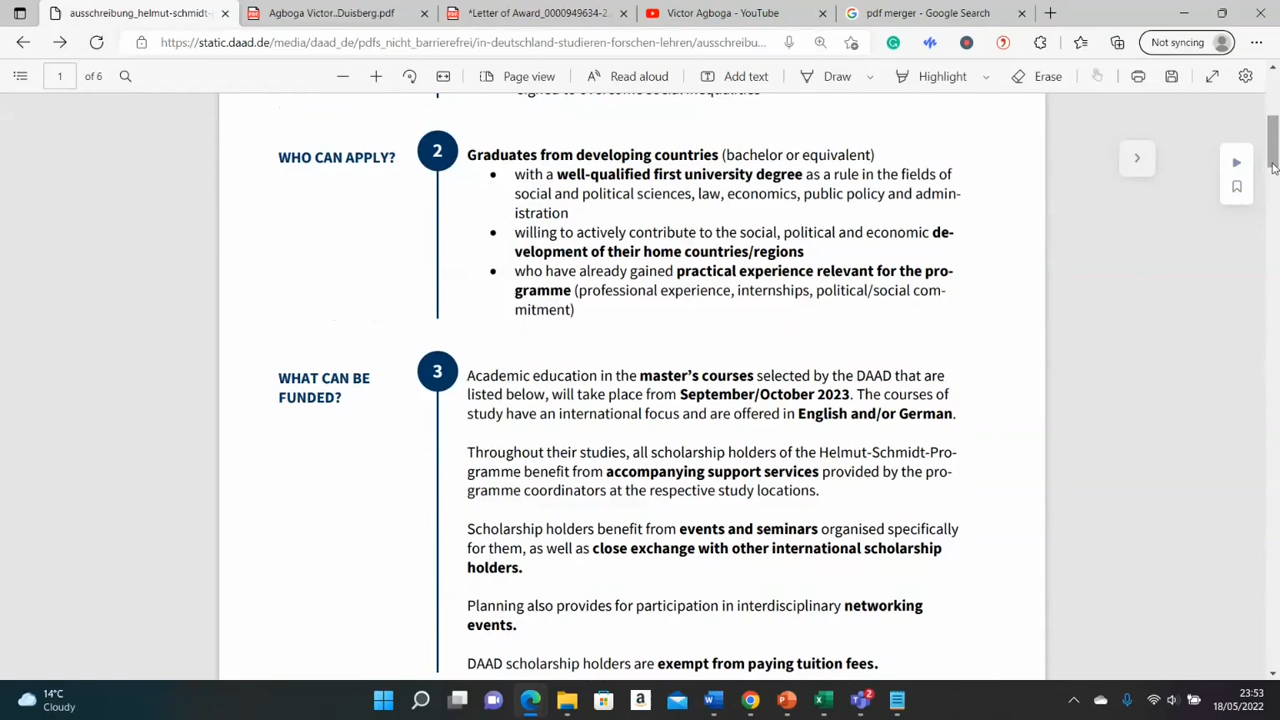 ausschreibung_helmut-schmidt-
Agboga Victor..Duisberg.pdf
*Letter of Award_0000949634-2
Victor Agboga - YouTube
pdf merger - Google Search
https://static.daad.de/media/daad_de/pdfs_nicht_barrierefrei/in-deutschland-studieren-forschen-lehren/ausschreibu...
Not syncing
1 of 6
Page view
Read aloud
Add text
Draw
Highlight
Erase
WHO CAN APPLY?
2
Graduates from developing countries (bachelor or equivalent)
• with a well-qualified first university degree as a rule in the fields of
social and political sciences, law, economics, public policy and admin-
istration
• willing to actively contribute to the social, political and economic de-
velopment of their home countries/regions
• who have already gained practical experience relevant for the pro-
gramme (professional experience, internships, political/social com-
mitment)
WHAT CAN BE
FUNDED?
3
Academic education in the master's courses selected by the DAAD that are
listed below, will take place from September/October 2023. The courses of
study have an international focus and are offered in English and/or German.
Throughout their studies, all scholarship holders of the Helmut-Schmidt-Pro-
gramme benefit from accompanying support services provided by the pro-
gramme coordinators at the respective study locations.
Scholarship holders benefit from events and seminars organised specifically
for them, as well as close exchange with other international scholarship
holders.
Planning also provides for participation in interdisciplinary networking
events.
DAAD scholarship holders are exempt from paying tuition fees.
14°C
Cloudy
2
23:53
18/05/2022